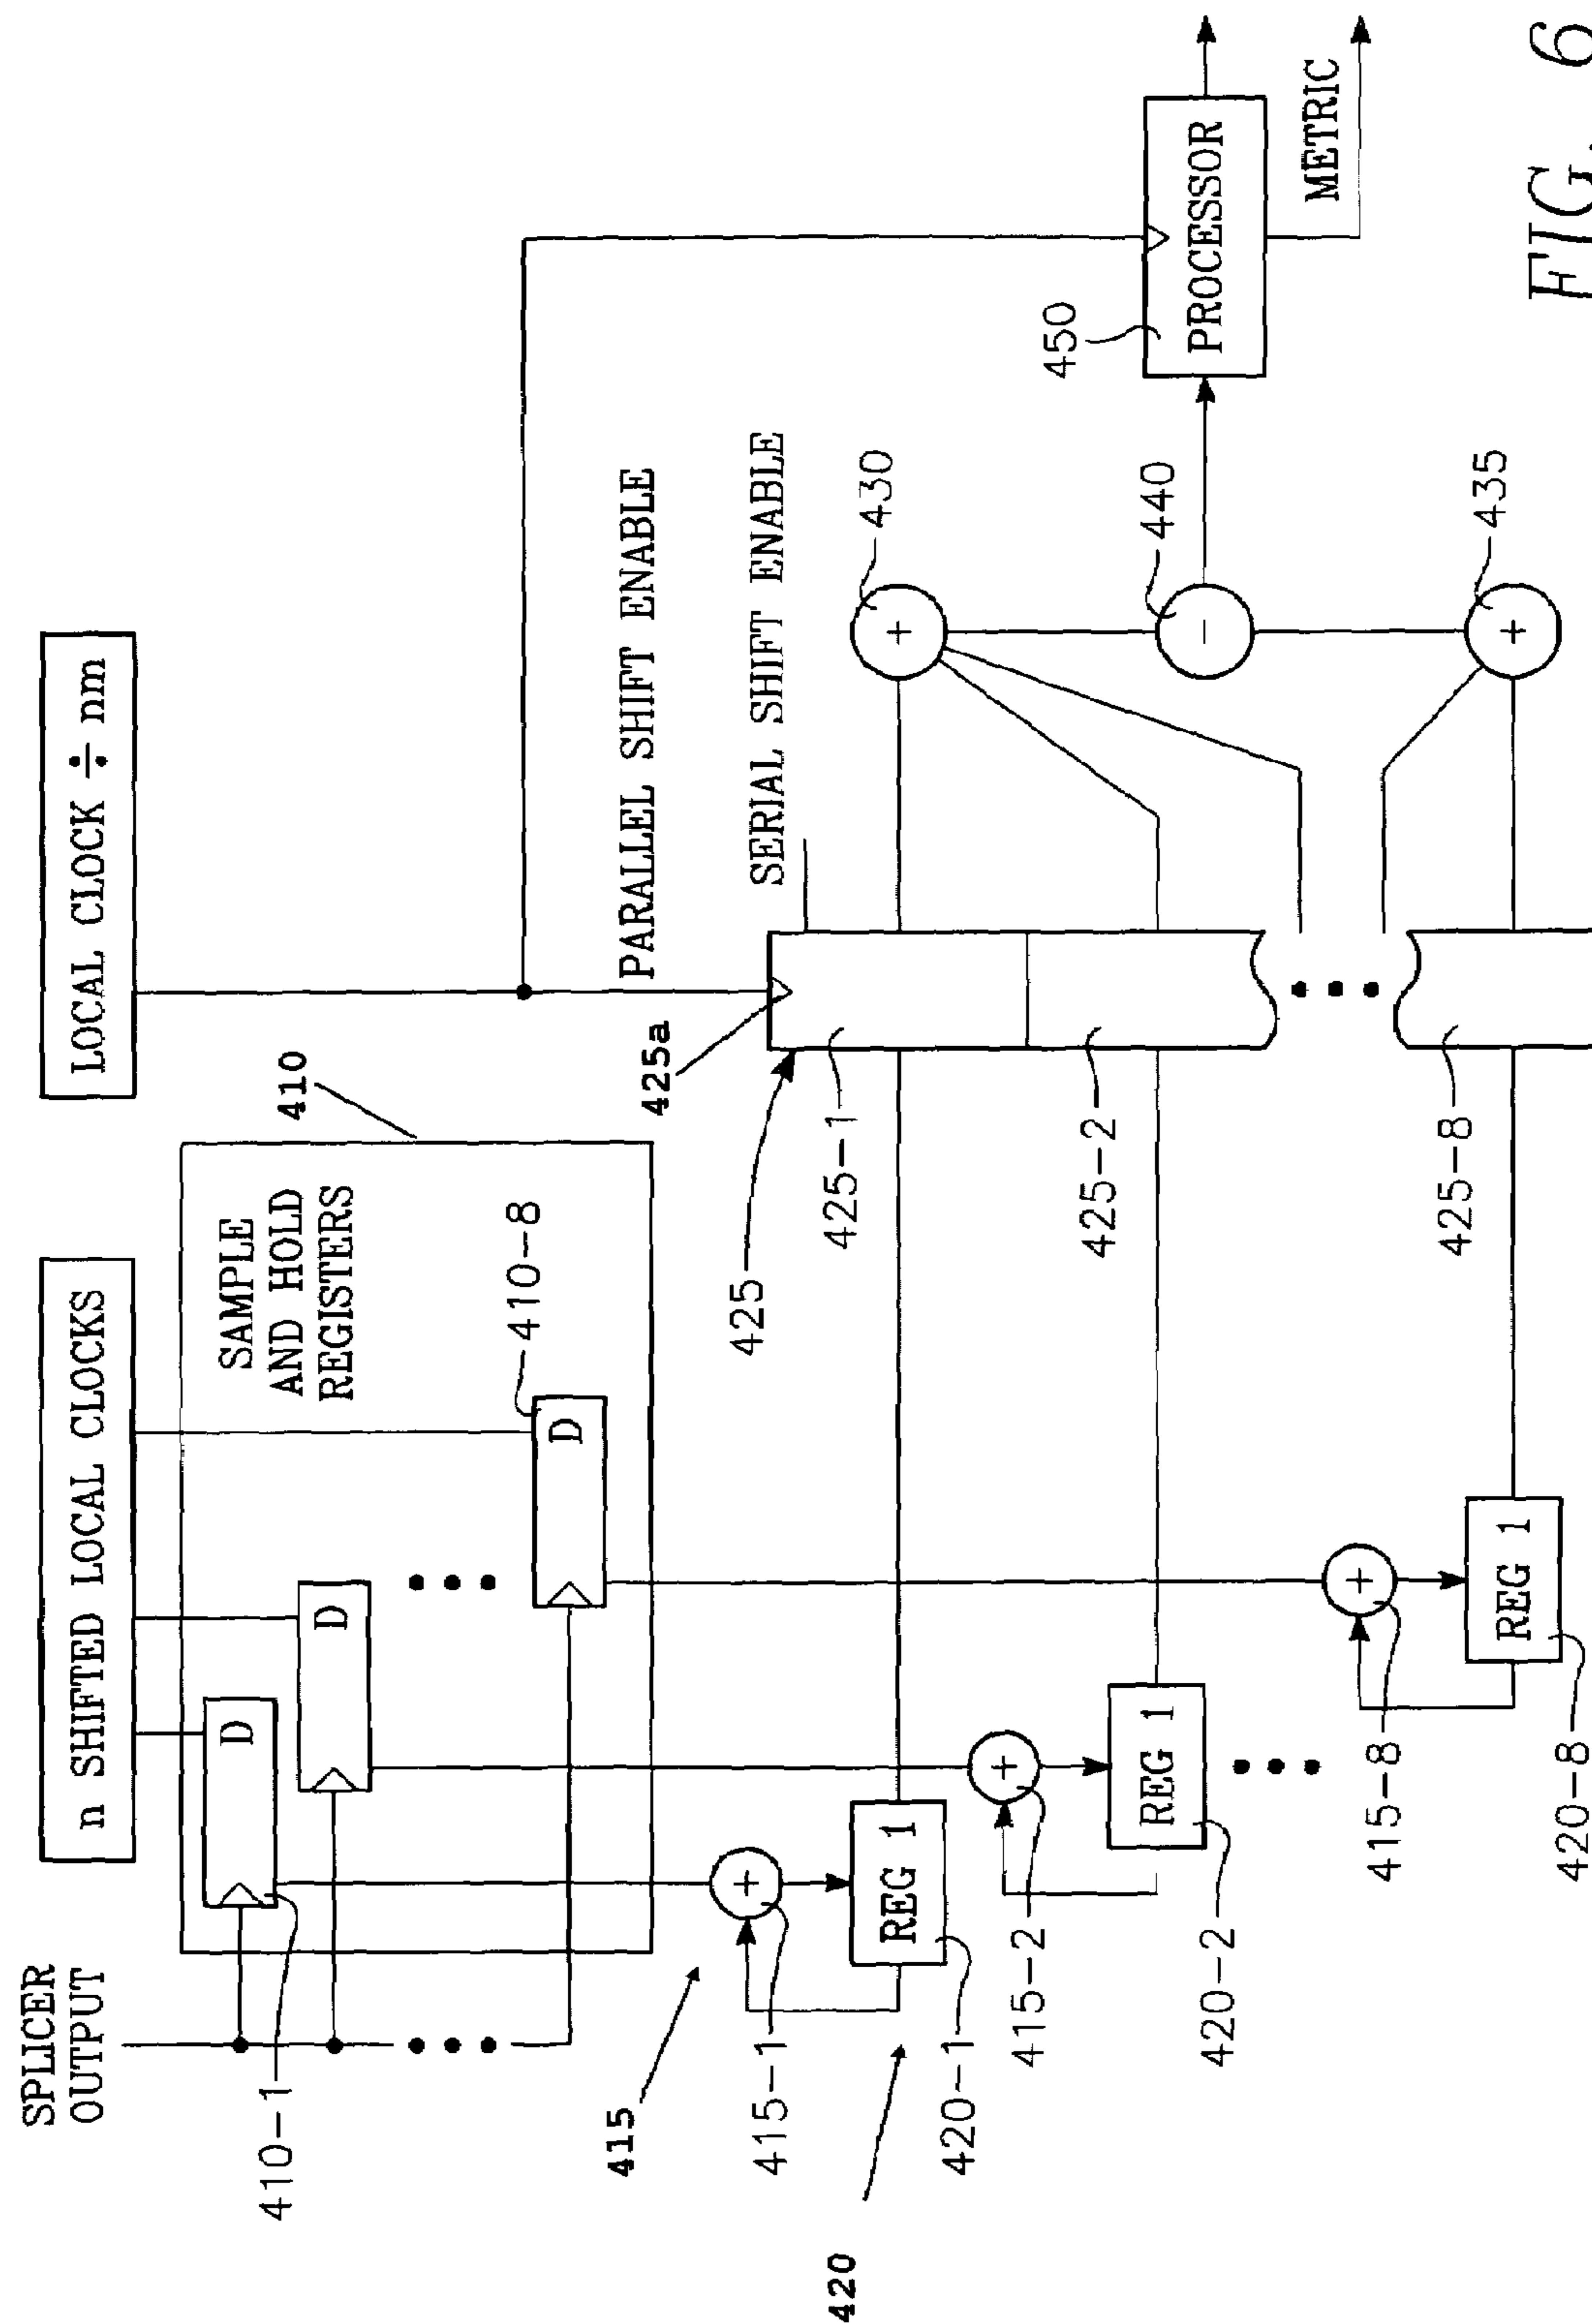 SPLICER
OUTPUT
n SHIFTED LOCAL CLOCKS
LOCAL CLOCK ÷ nm
410
SAMPLE
AND HOLD
REGISTERS
D
D
D
410-1
410-8
415
415-1
+
REG 1
420
420-1
415-2
+
REG 1
420-2
415-8
+
REG 1
420-8
PARALLEL SHIFT ENABLE
425a
SERIAL SHIFT ENABLE
425
425-1
425-2
425-8
+
430
-
440
+
435
450
PROCESSOR
METRIC
FIG. 6